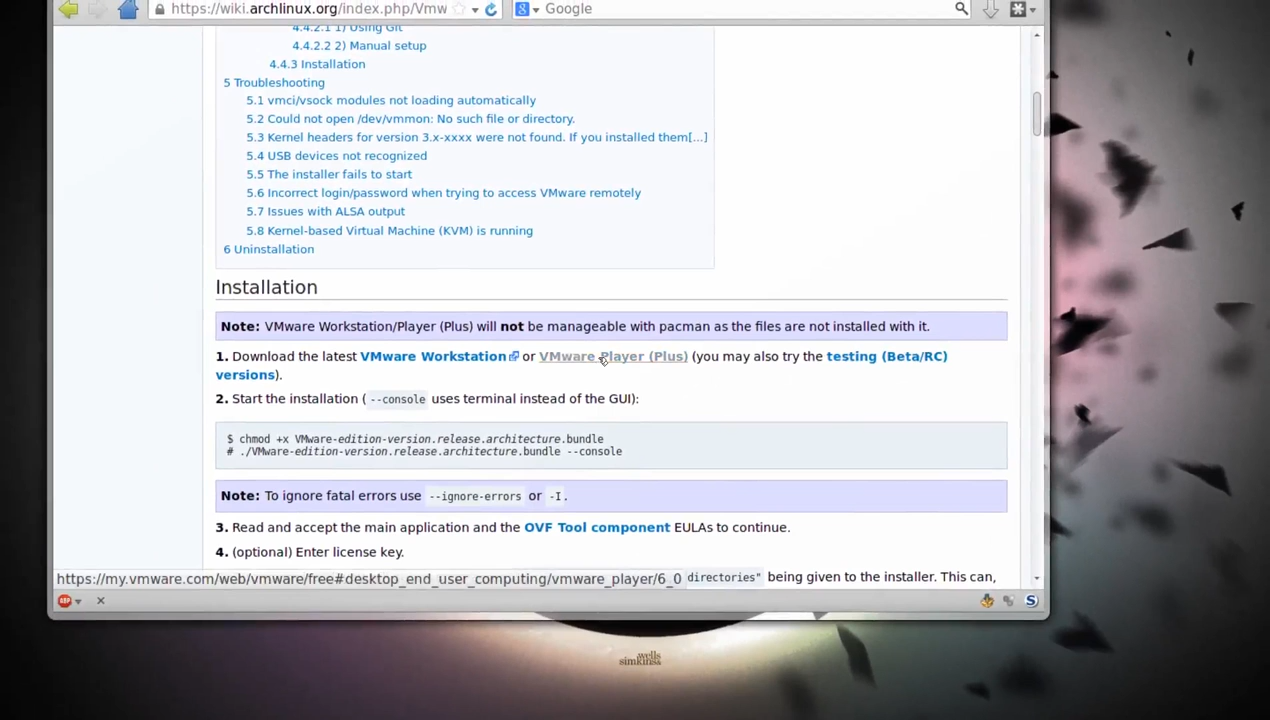 https://wiki.archlinux.org/index.php/Vmw
Google
4.4.2.1 1) Using Git
4.4.2.2 2) Manual setup
4.4.3 Installation
5 Troubleshooting
5.1 vmci/vsock modules not loading automatically
5.2 Could not open /dev/vmmon: No such file or directory.
5.3 Kernel headers for version 3.x-xxxx were not found. If you installed them[...]
5.4 USB devices not recognized
5.5 The installer fails to start
5.6 Incorrect login/password when trying to access VMware remotely
5.7 Issues with ALSA output
5.8 Kernel-based Virtual Machine (KVM) is running
6 Uninstallation
Installation
Note: VMware Workstation/Player (Plus) will not be manageable with pacman as the files are not installed with it.
1. Download the latest VMware Workstation or VMware Player (Plus) (you may also try the testing (Beta/RC)
versions).
2. Start the installation ( --console uses terminal instead of the GUI):
$ chmod +x VMware-edition-version.release.architecture.bundle
# ./VMware-edition-version.release.architecture.bundle --console
Note: To ignore fatal errors use --ignore-errors or -I.
3. Read and accept the main application and the OVF Tool component EULAs to continue.
4. (optional) Enter license key.
https://my.vmware.com/web/vmware/free#desktop_end_user_computing/vmware_player/6_0 directories" being given to the installer. This can,
ABP
S
wells
simkinsa